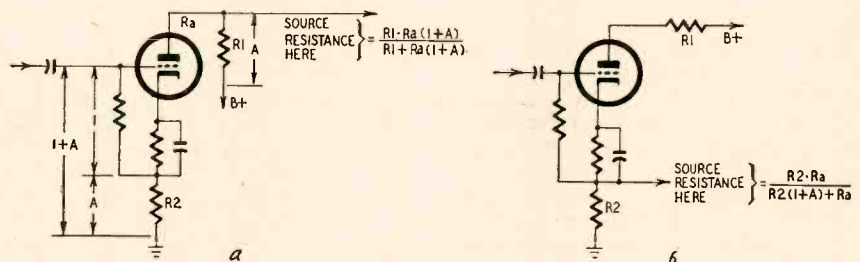 Ra
R1
A
B+
SOURCE
RESISTANCE
HERE
} = R1·Ra(1+A)
R1+Ra(1+A)
1+A
1
A
R2
a
R1
B+
SOURCE
RESISTANCE
HERE
} = R2·Ra
R2(1+A)+Ra
R2
b